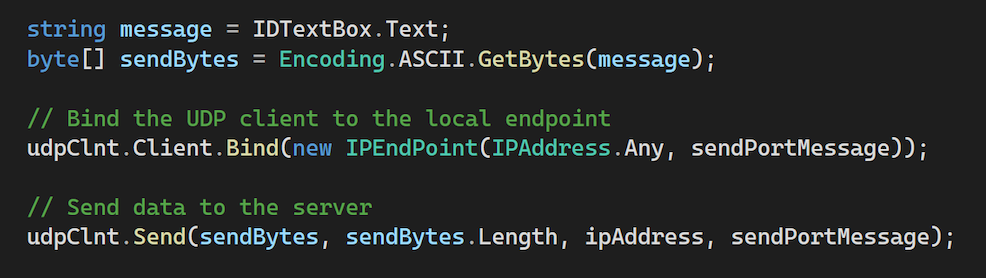 string message = IDTextBox.Text;
byte[] sendBytes = Encoding.ASCII.GetBytes(message);
// Bind the UDP client to the local endpoint
udpClnt.Client.Bind(new IPEndPoint(IPAddress.Any, sendPortMessage));
// Send data to the server
udpClnt.Send(sendBytes, sendBytes.Length, ipAddress, sendPortMessage);